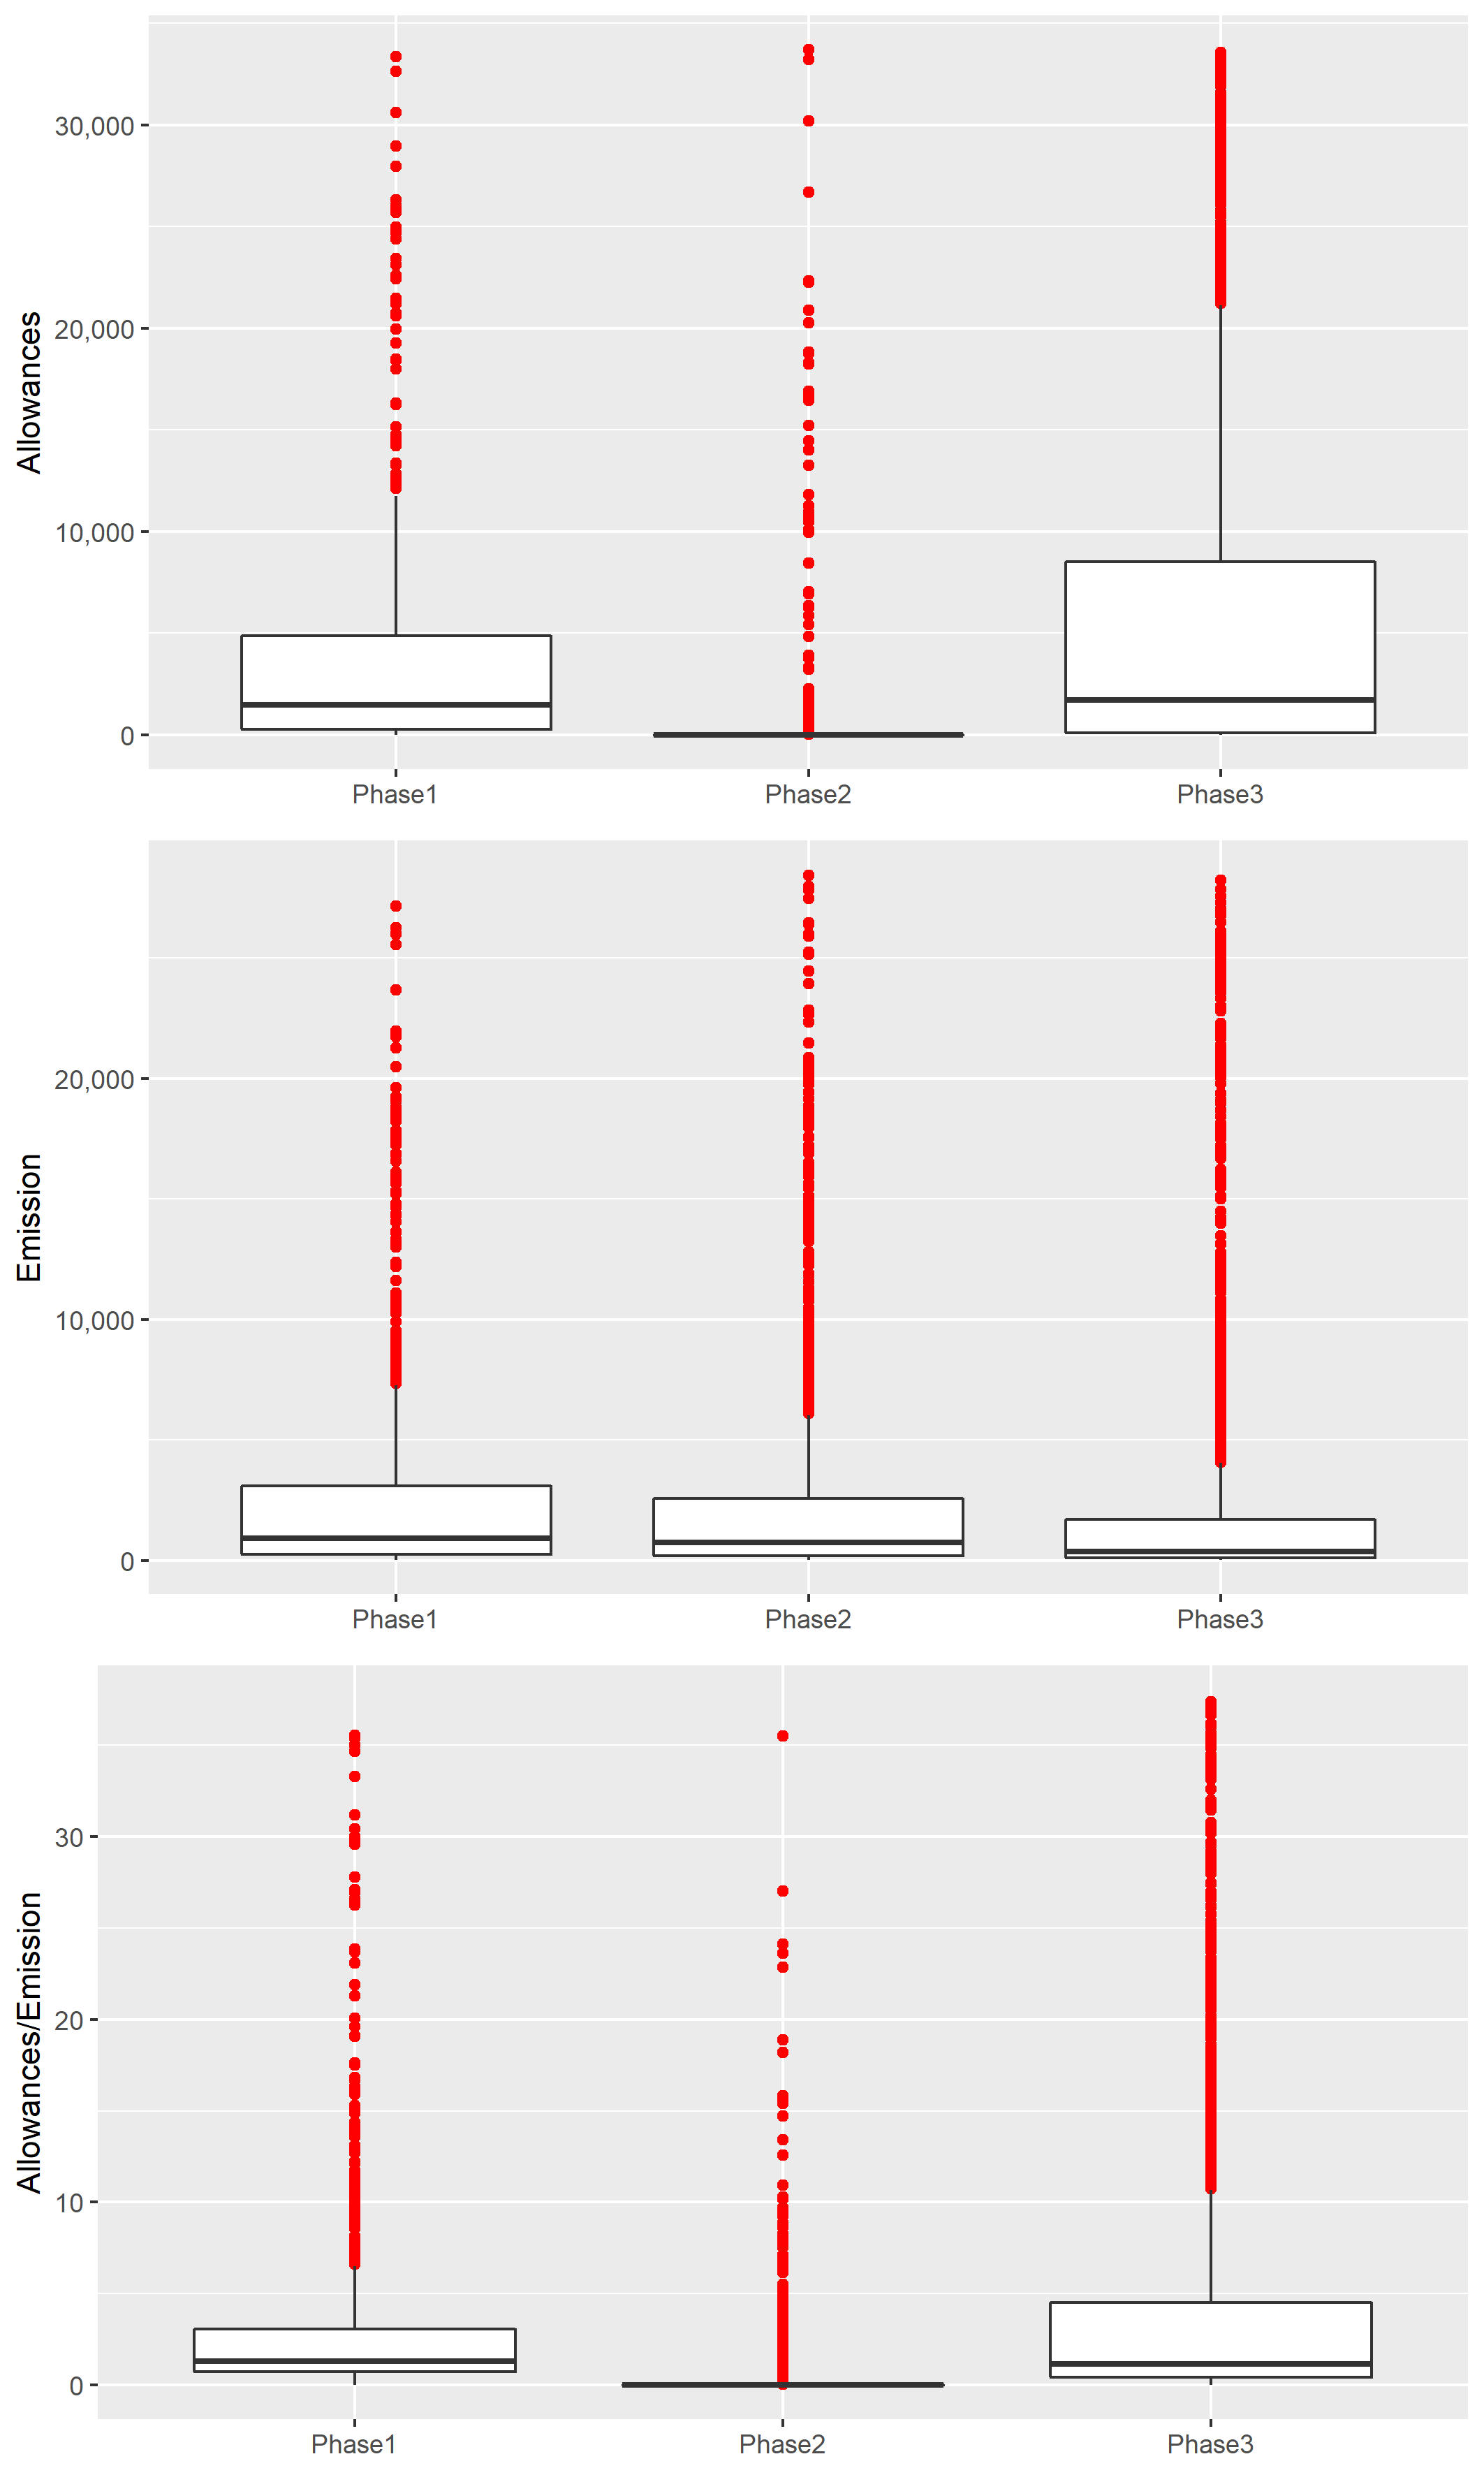 Allowances
30,000
20,000
10,000
0
Phase1 Phase2 Phase3
Emission
20,000
10,000
0
Phase1 Phase2 Phase3
Allowances/Emission
30
20
10
0
Phase1 Phase2 Phase3